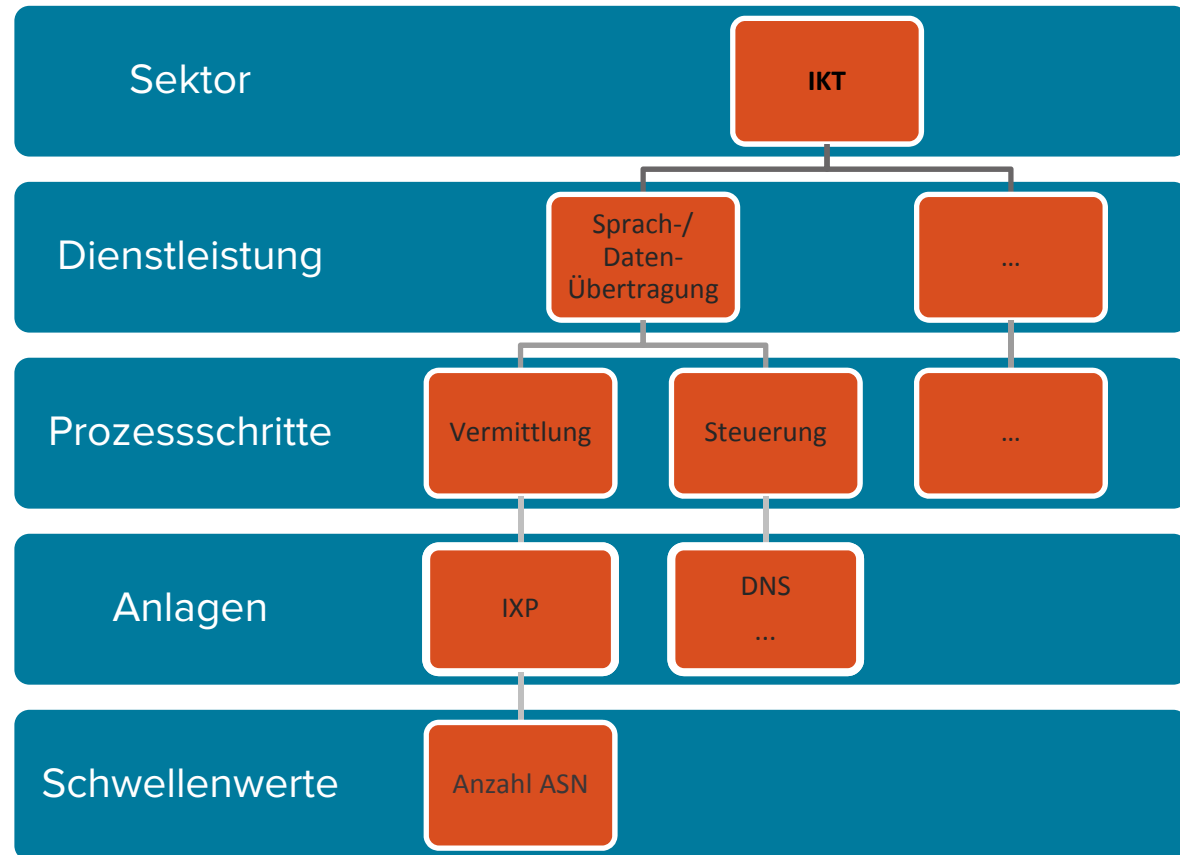 Sektor
IKT
Dienstleistung
Sprach-/
Daten-
Übertragung
...
Prozessschritte
Vermittlung
Steuerung
...
Anlagen
IXP
DNS
...
Schwellenwerte
Anzahl ASN